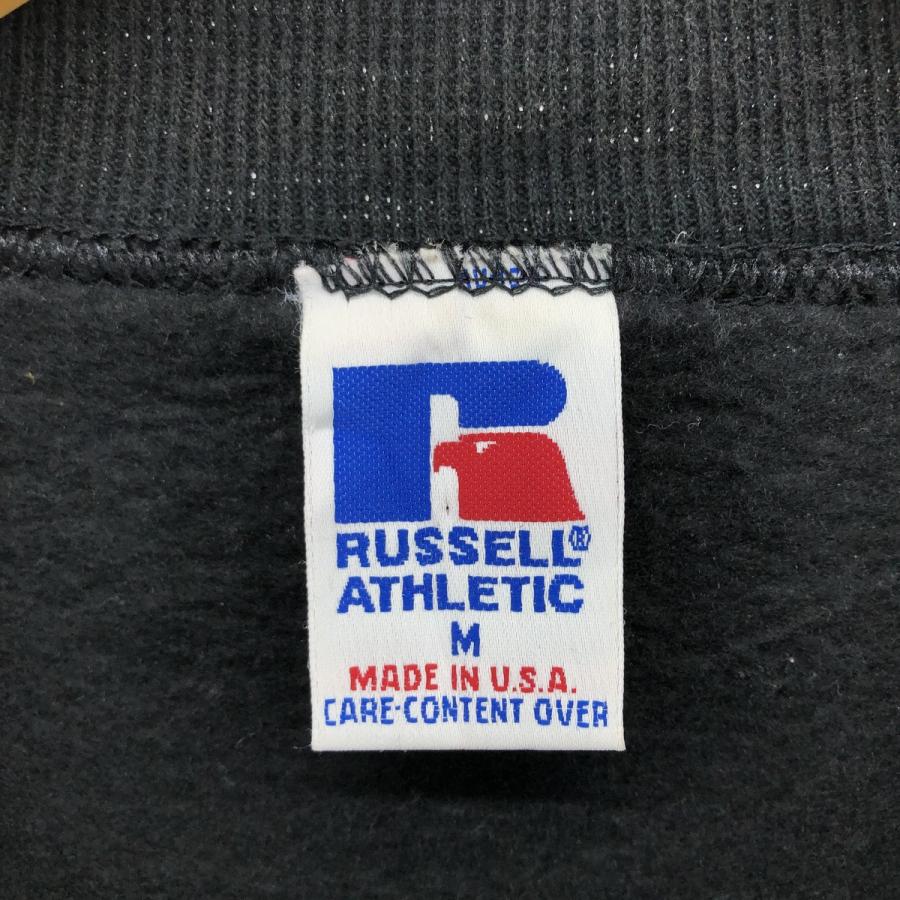 RUSSELL®
ATHLETIC
M
MADE IN U.S.A.
CARE-CONTENT OVER